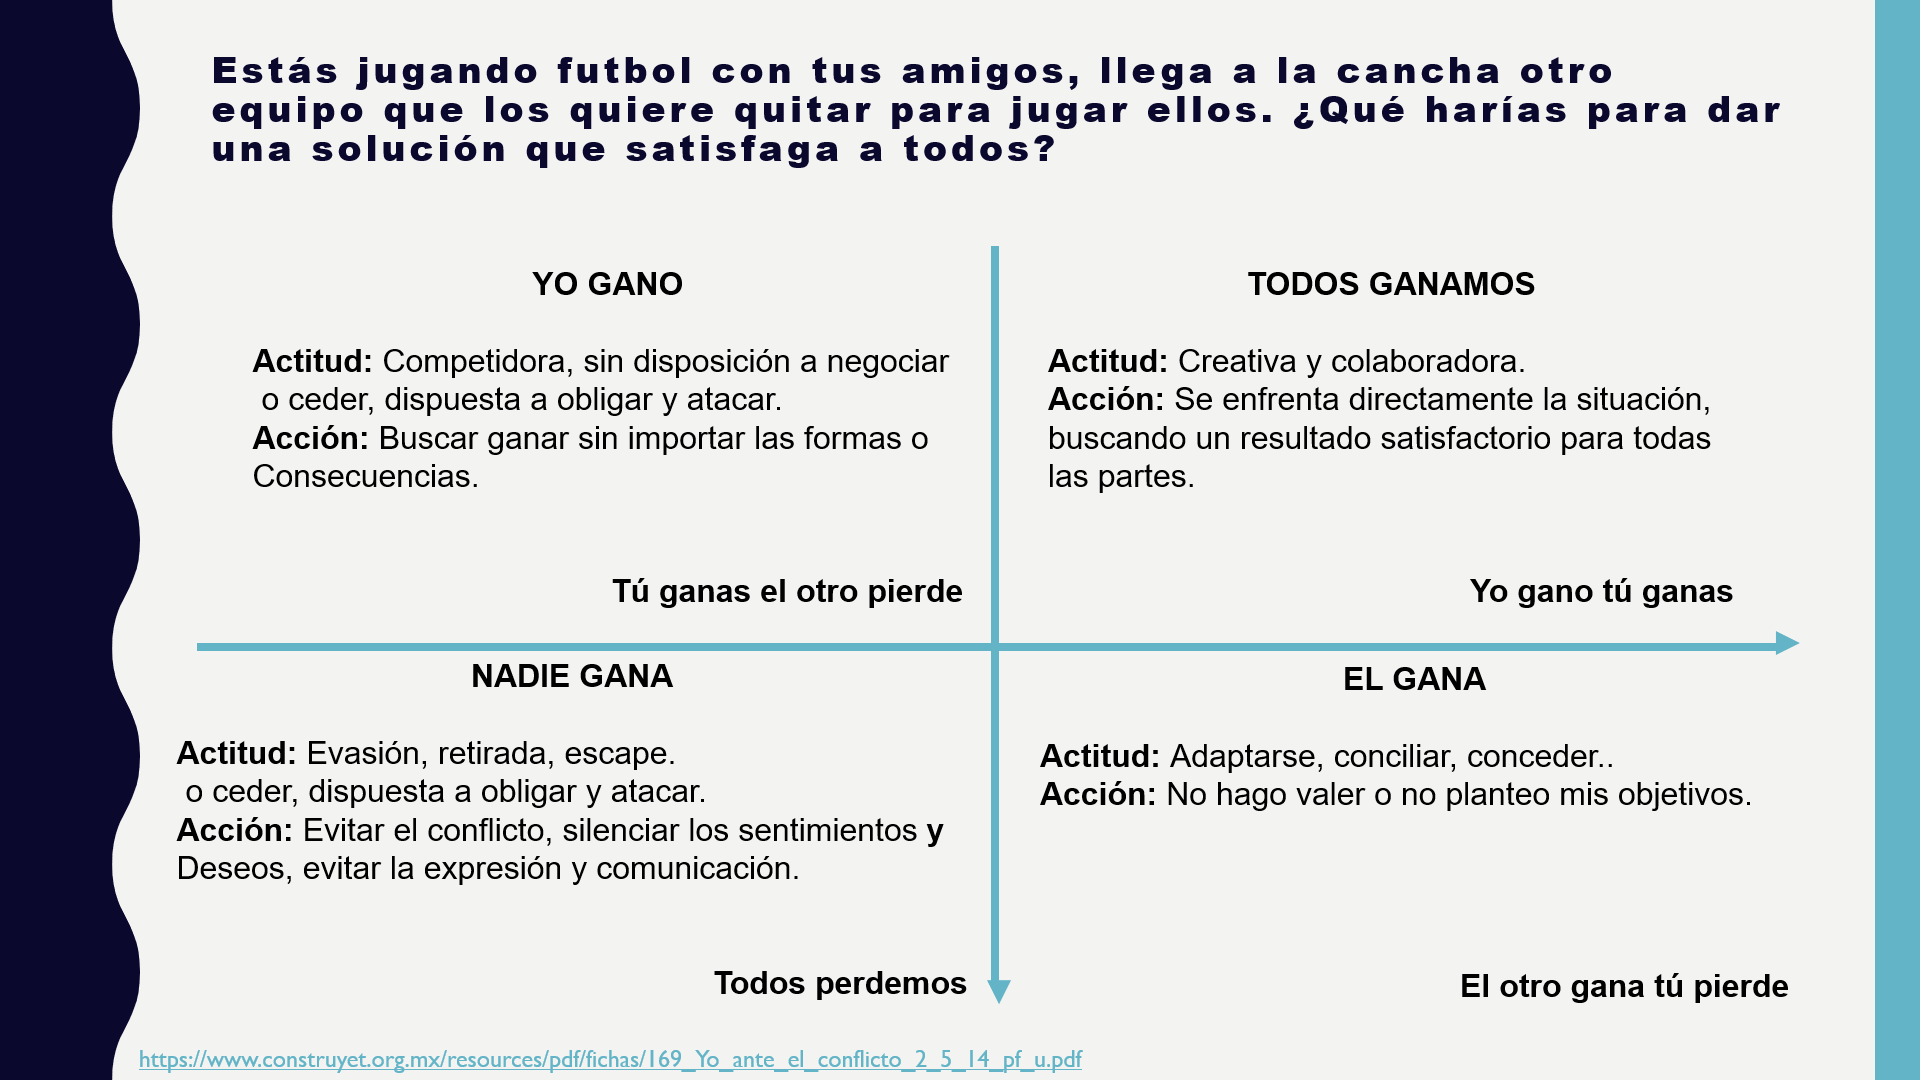 Estás jugando futbol con tus amigos, llega a la cancha otro
equipo que los quiere quitar para jugar ellos. ¿Qué harías para dar
una solución que satisfaga a todos?
YO GANO
Actitud: Competidora, sin disposición a negociar
o ceder, dispuesta a obligar y atacar.
Acción: Buscar ganar sin importar las formas o
Consecuencias.
Tú ganas el otro pierde
TODOS GANAMOS
Actitud: Creativa y colaboradora.
Acción: Se enfrenta directamente la situación,
buscando un resultado satisfactorio para todas
las partes.
Yo gano tú ganas
NADIE GANA
Actitud: Evasión, retirada, escape.
o ceder, dispuesta a obligar y atacar.
Acción: Evitar el conflicto, silenciar los sentimientos y
Deseos, evitar la expresión y comunicación.
Todos perdemos
EL GANA
Actitud: Adaptarse, conciliar, conceder..
Acción: No hago valer o no planteo mis objetivos.
El otro gana tú pierde
https://www.construyet.org.mx/resources/pdf/fichas/169_Yo_ante_el_conflicto_2_5_14_pf_u.pdf